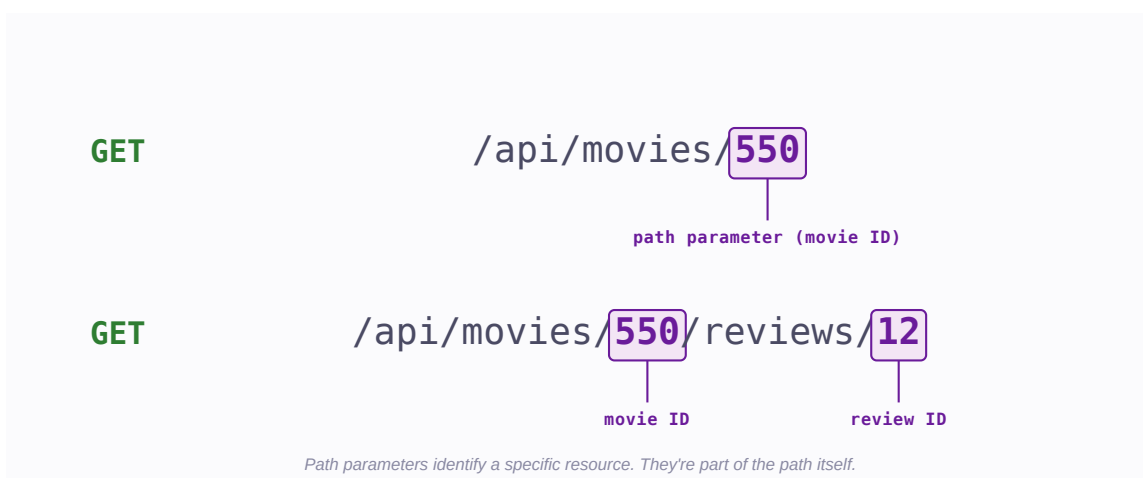 GET /api/movies/550
path parameter (movie ID)
GET /api/movies/550/reviews/12
movie ID review ID
Path parameters identify a specific resource. They're part of the path itself.